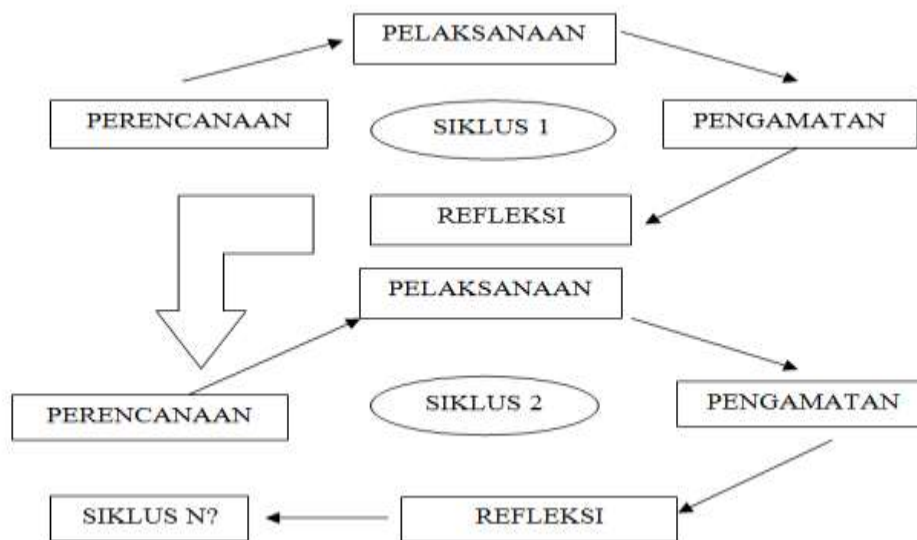 PELAKSANAAN
PERENCANAAN
SIKLUS 1
PENGAMATAN
REFLEKSI
PELAKSANAAN
PERENCANAAN
SIKLUS 2
PENGAMATAN
SIKLUS N?
REFLEKSI